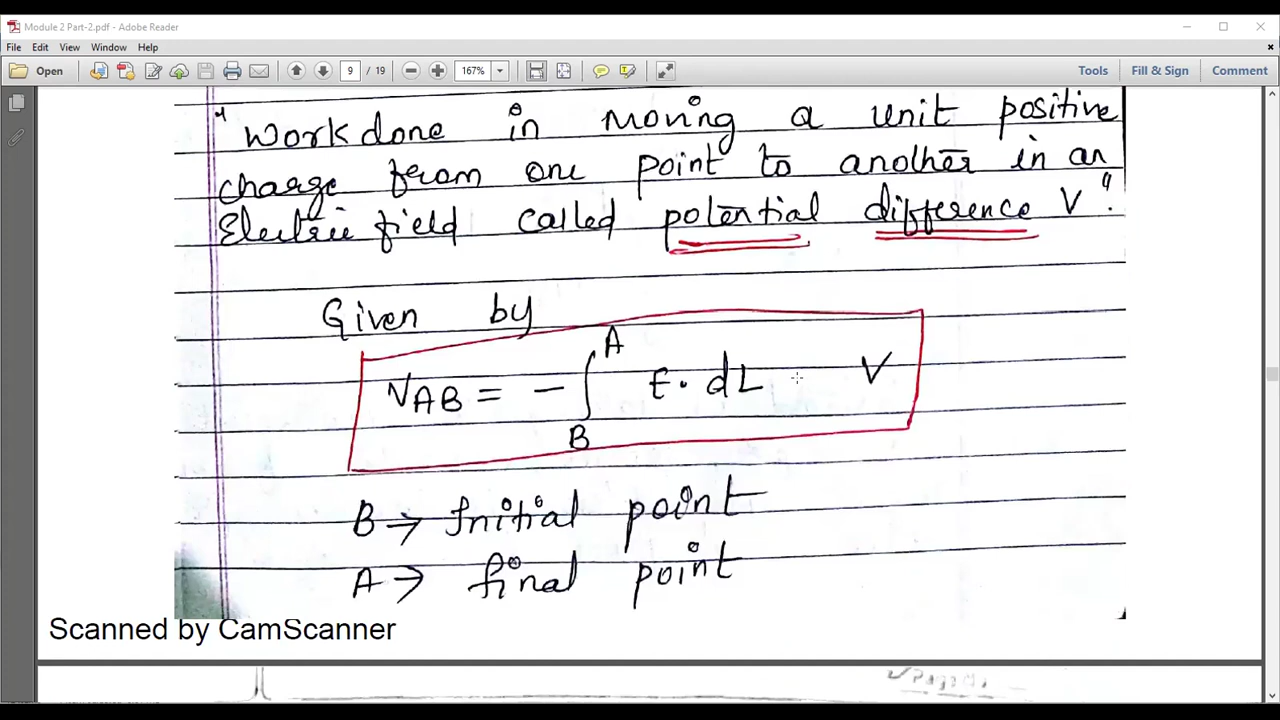 Module 2 Part-2.pdf - Adobe Reader
File Edit View Window Help
Open 9 / 19 167% Tools Fill & Sign Comment
" Workdone in moving a unit positive
charge from one point to another in an
Electric field called potential difference V".
Given by
V_AB = - ∫_B^A E. dL V
B → Initial point
A → final point
Scanned by CamScanner